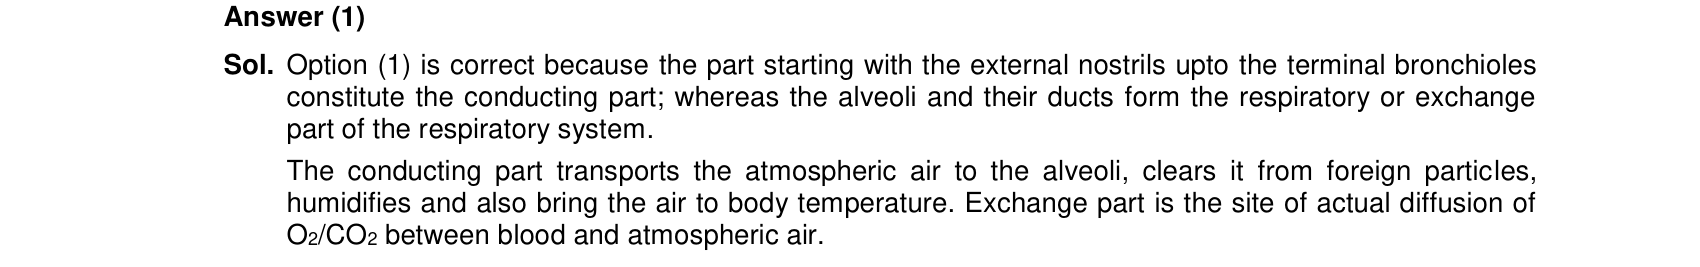 Answer (1)
Sol. Option (1) is correct because the part starting with the external nostrils upto the terminal bronchioles
constitute the conducting part; whereas the alveoli and their ducts form the respiratory or exchange
part of the respiratory system.
The conducting part transports the atmospheric air to the alveoli, clears it from foreign particles,
humidifies and also bring the air to body temperature. Exchange part is the site of actual diffusion of
O₂/CO₂ between blood and atmospheric air.